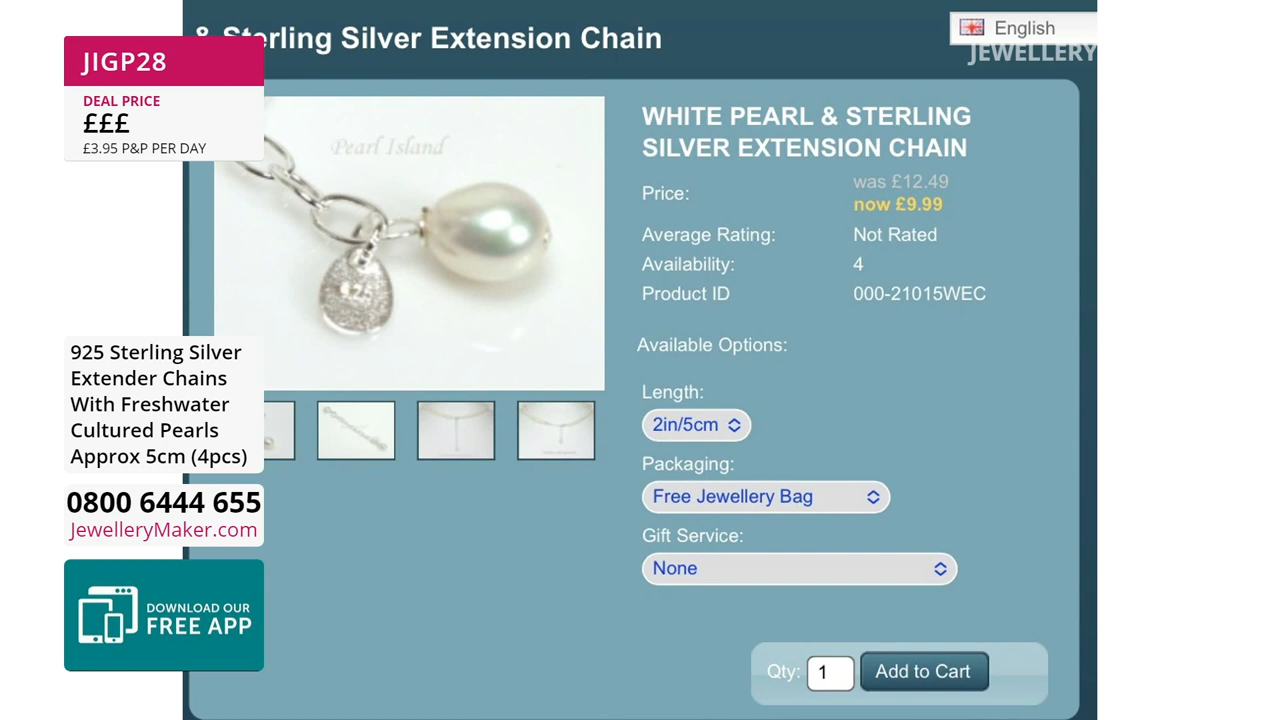 & Sterling Silver Extension Chain
English
JEWELLERY
JIGP28
DEAL PRICE
£££
£3.95 P&P PER DAY
Pearl Island
925
WHITE PEARL & STERLING
SILVER EXTENSION CHAIN
Price:
was £12.49
now £9.99
Average Rating:
Not Rated
Availability:
4
Product ID
000-21015WEC
Available Options:
Length:
2in/5cm
Packaging:
Free Jewellery Bag
Gift Service:
None
Qty:
1
Add to Cart
925 Sterling Silver
Extender Chains
With Freshwater
Cultured Pearls
Approx 5cm (4pcs)
0800 6444 655
JewelleryMaker.com
DOWNLOAD OUR
FREE APP